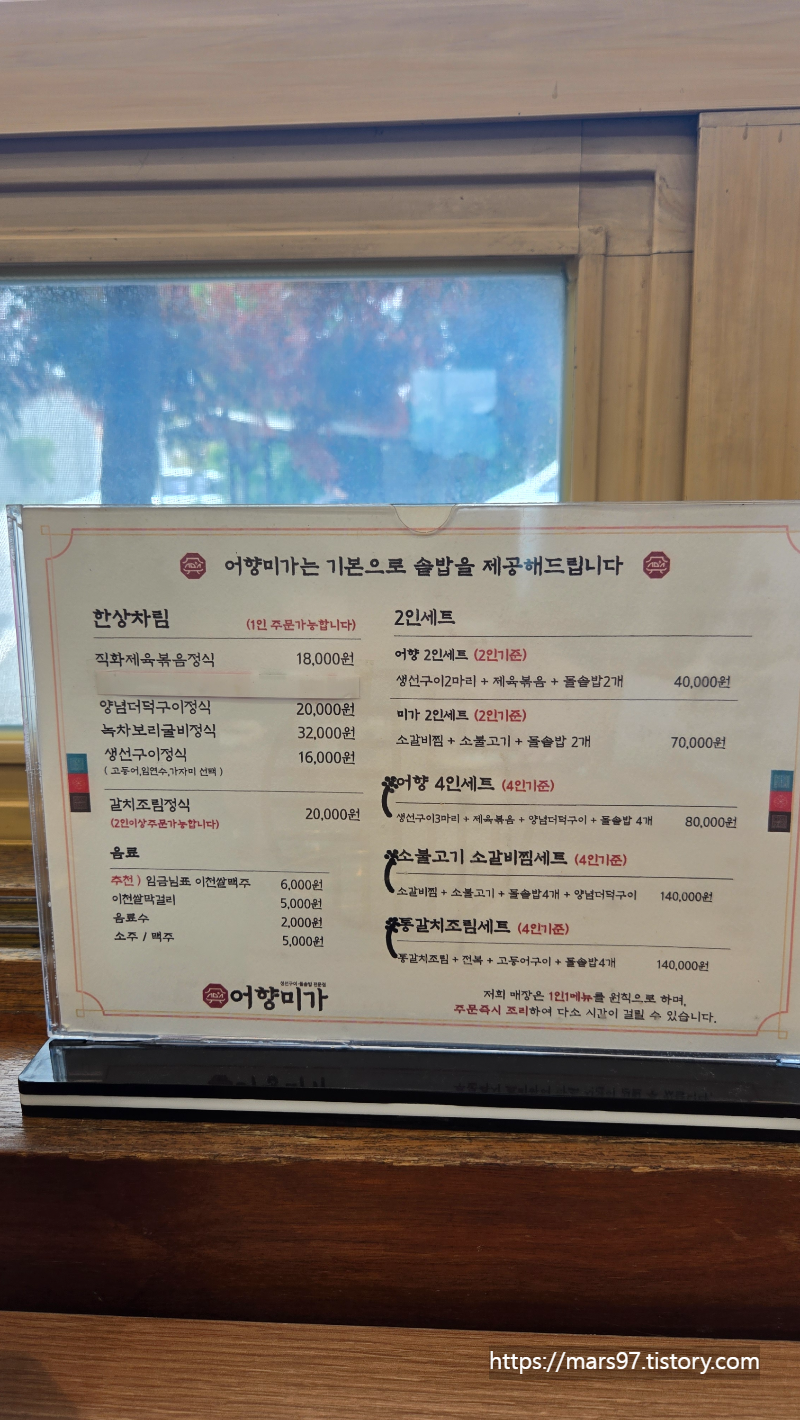 어향미가는 기본으로 솥밥을 제공해드립니다
한상차림 (1인 주문가능합니다)
직화제육볶음정식 18,000원
양념더덕구이정식 20,000원
녹차보리굴비정식 32,000원
생선구이정식 16,000원
( 고등어,임연수,가자미 선택 )
갈치조림정식 20,000원
(2인이상주문가능합니다)
음료
추천 ) 임금님표 이천쌀맥주 6,000원
이천쌀막걸리 5,000원
음료수 2,000원
소주 / 맥주 5,000원
생선구이·돌솥밥 전문점
어향미가
2인세트
어향 2인세트 (2인기준)
생선구이2마리 + 제육볶음 + 돌솥밥2개 40,000원
미가 2인세트 (2인기준)
소갈비찜 + 소불고기 + 돌솥밥 2개 70,000원
어향 4인세트 (4인기준)
생선구이3마리 + 제육볶음 + 양념더덕구이 + 돌솥밥 4개 80,000원
소불고기 소갈비찜세트 (4인기준)
소갈비찜 + 소불고기 + 돌솥밥4개 + 양념더덕구이 140,000원
통갈치조림세트 (4인기준)
통갈치조림 + 전복 + 고등어구이 + 돌솥밥4개 140,000원
저희 매장은 1인1메뉴를 원칙으로 하며,
주문즉시 조리하여 다소 시간이 걸릴 수 있습니다.
https://mars97.tistory.com